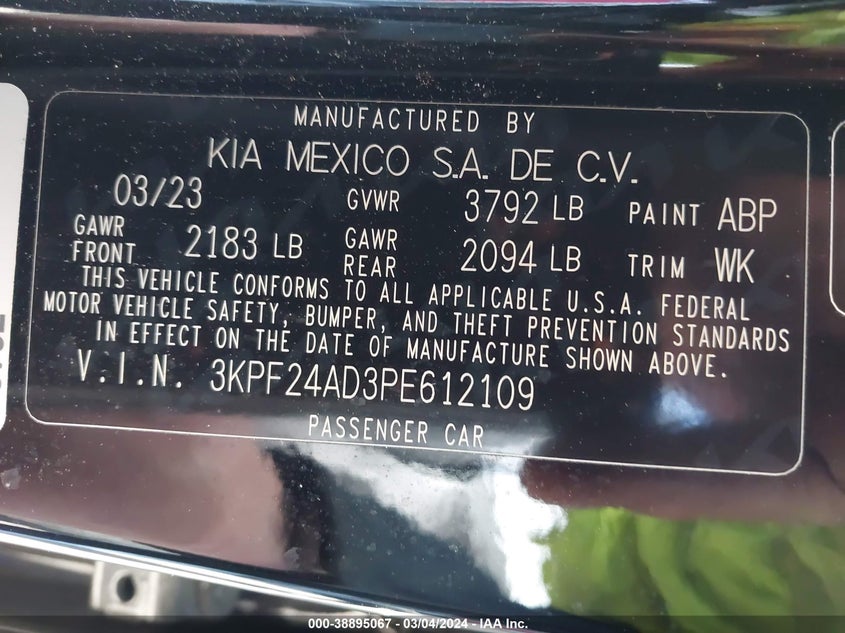 MANUFACTURED BY
KIA MEXICO S.A. DE C.V.
03/23 GVWR 3792 LB PAINT ABP
GAWR FRONT 2183 LB GAWR REAR 2094 LB TRIM WK
THIS VEHICLE CONFORMS TO ALL APPLICABLE U.S.A. FEDERAL
MOTOR VEHICLE SAFETY, BUMPER, AND THEFT PREVENTION STANDARDS
IN EFFECT ON THE DATE OF MANUFACTURE SHOWN ABOVE.
V.I.N. 3KPF24AD3PE612109
PASSENGER CAR
000-38895067 - 03/04/2024 - IAA Inc.